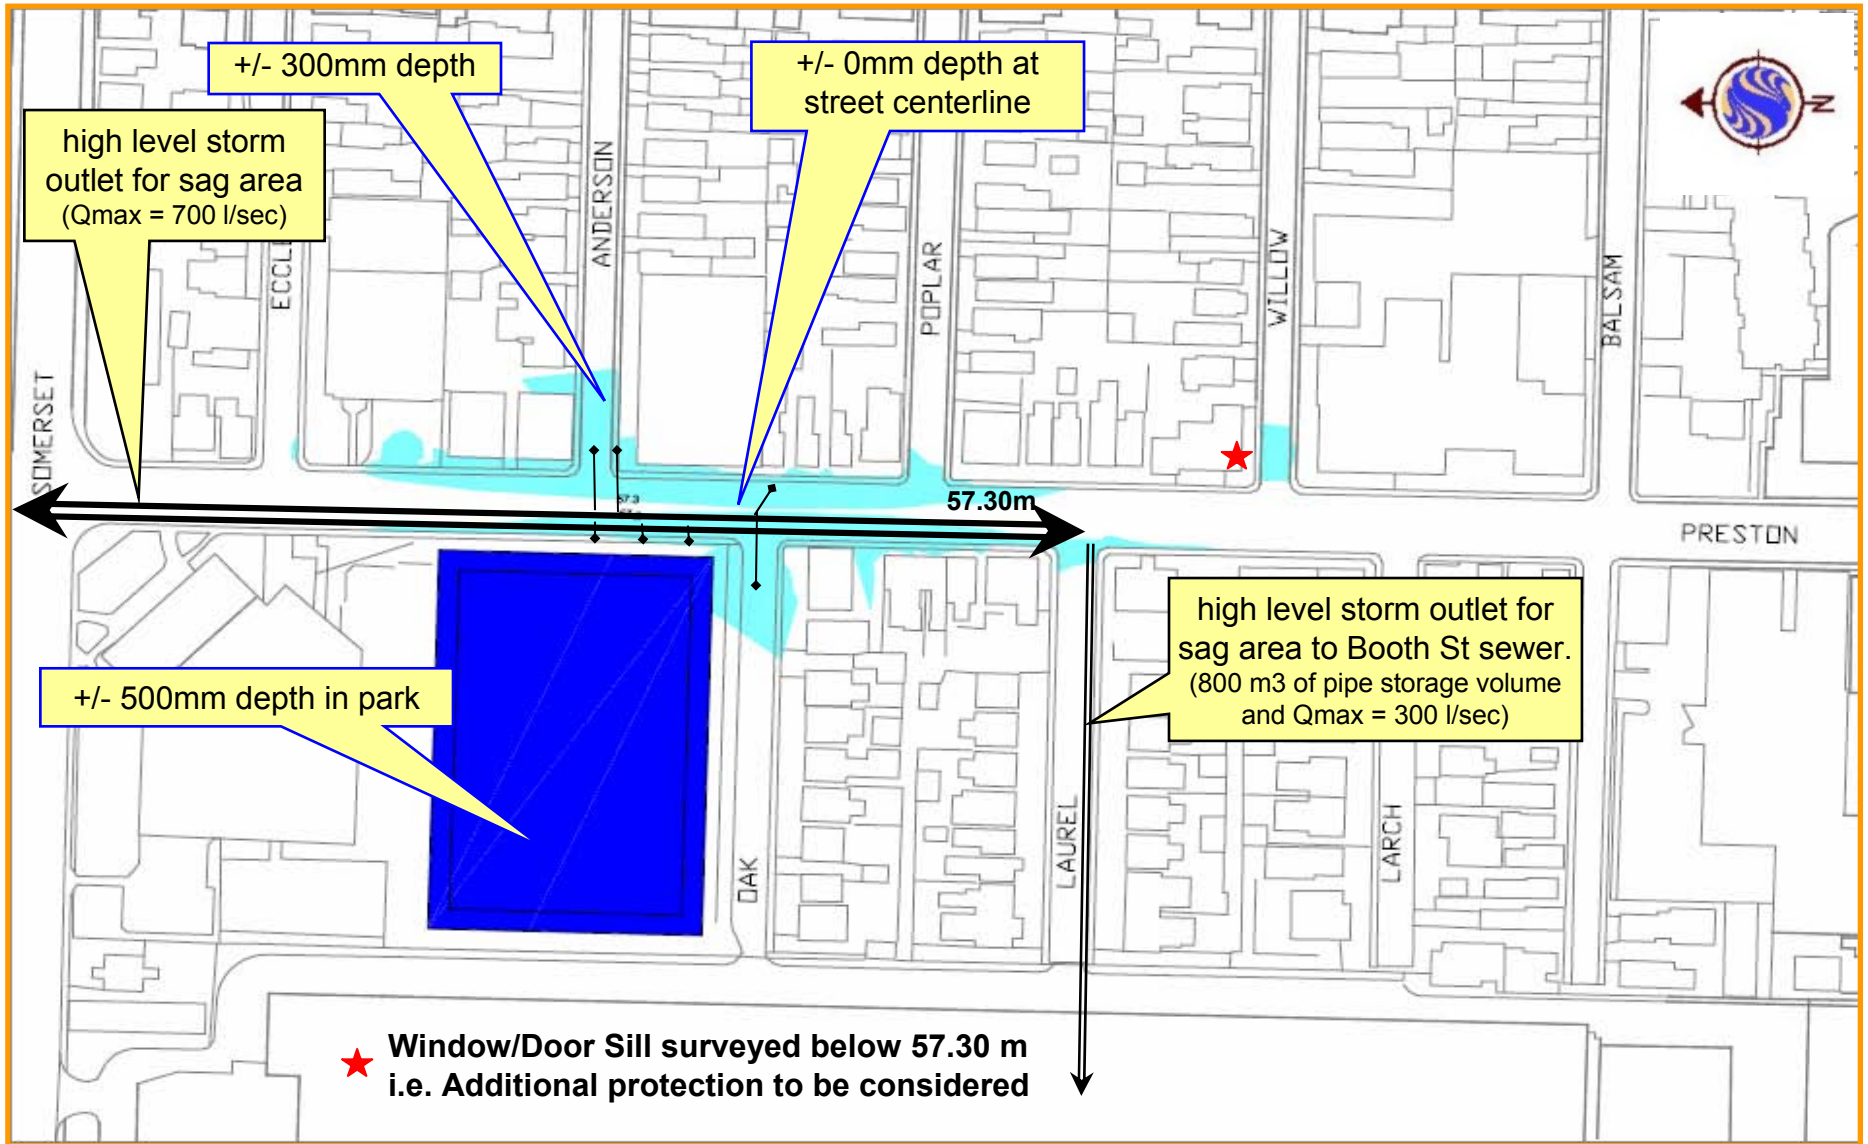 +/- 300mm depth
+/- 0mm depth at
street centerline
high level storm
outlet for sag area
(Qmax = 700 l/sec)
N
ECCLE
ANDERSON
POPLAR
WILLOW
BALSAM
SOMERSET
57.3
57.30m
PRESTON
high level storm outlet for
sag area to Booth St sewer.
(800 m3 of pipe storage volume
and Qmax = 300 l/sec)
+/- 500mm depth in park
OAK
LAUREL
LARCH
Window/Door Sill surveyed below 57.30 m
i.e. Additional protection to be considered